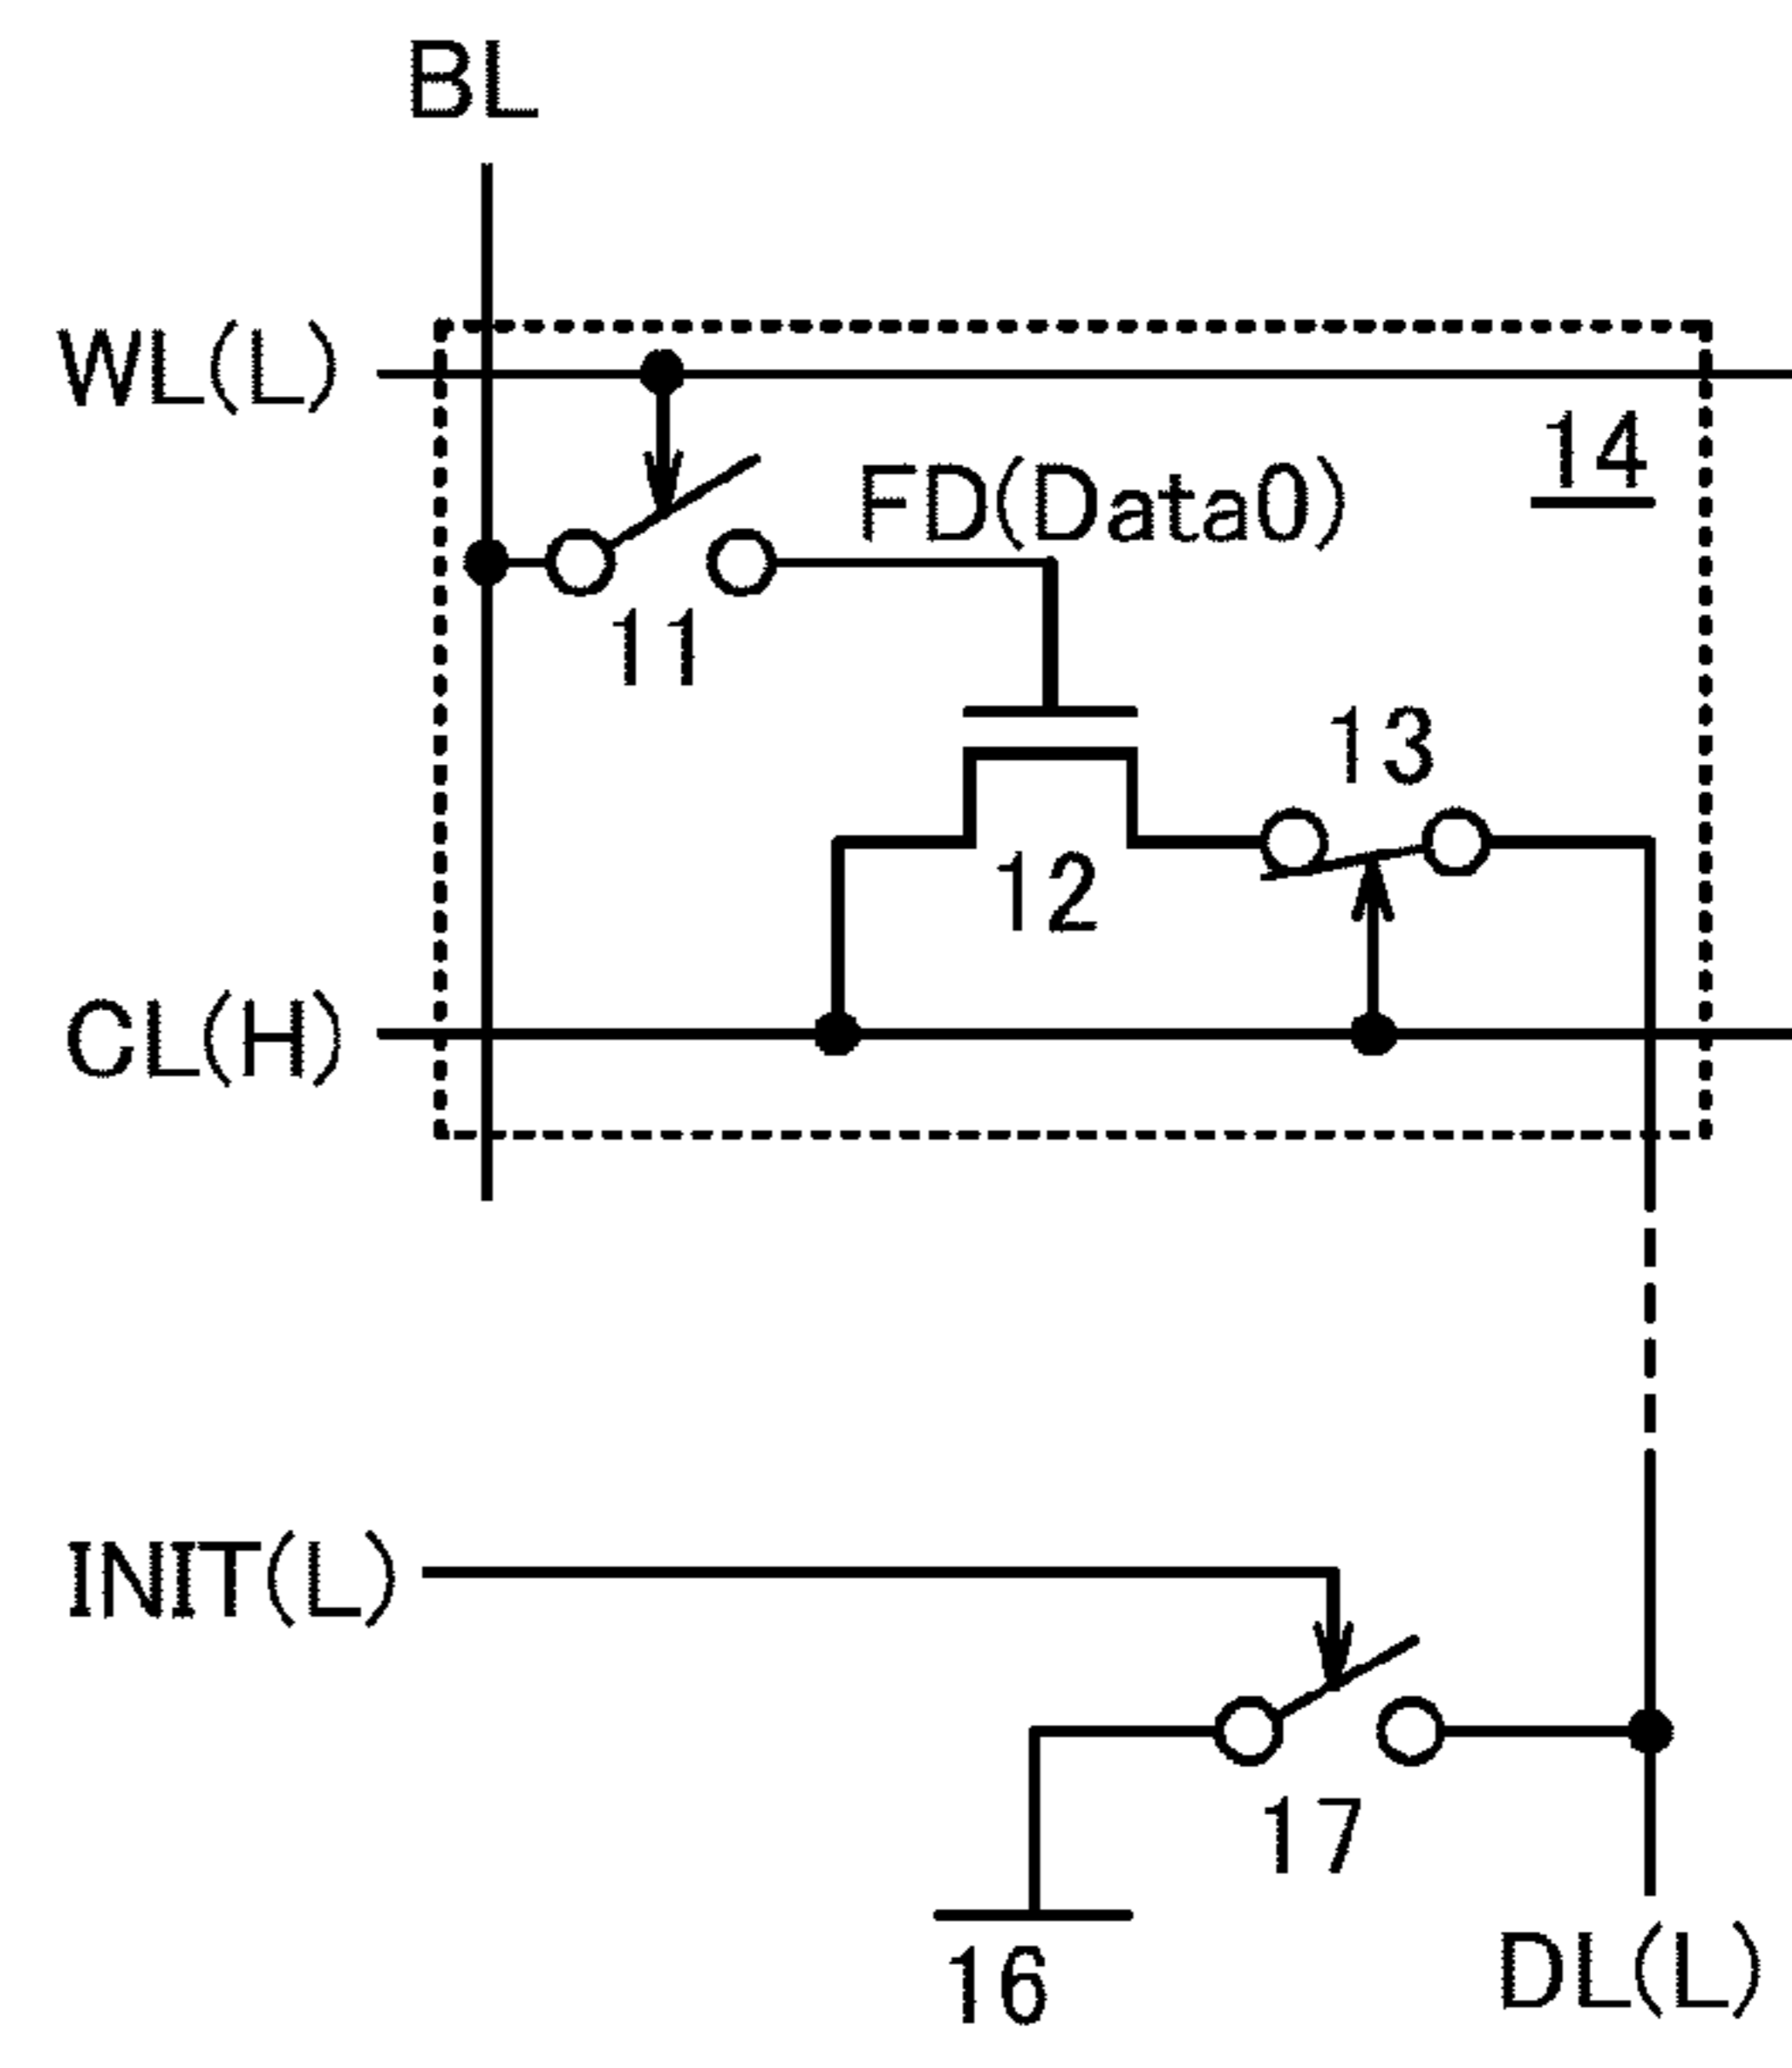 BL
WL(L)
14
FD(Data0)
11
13
12
CL(H)
INIT(L)
17
16
DL(L)